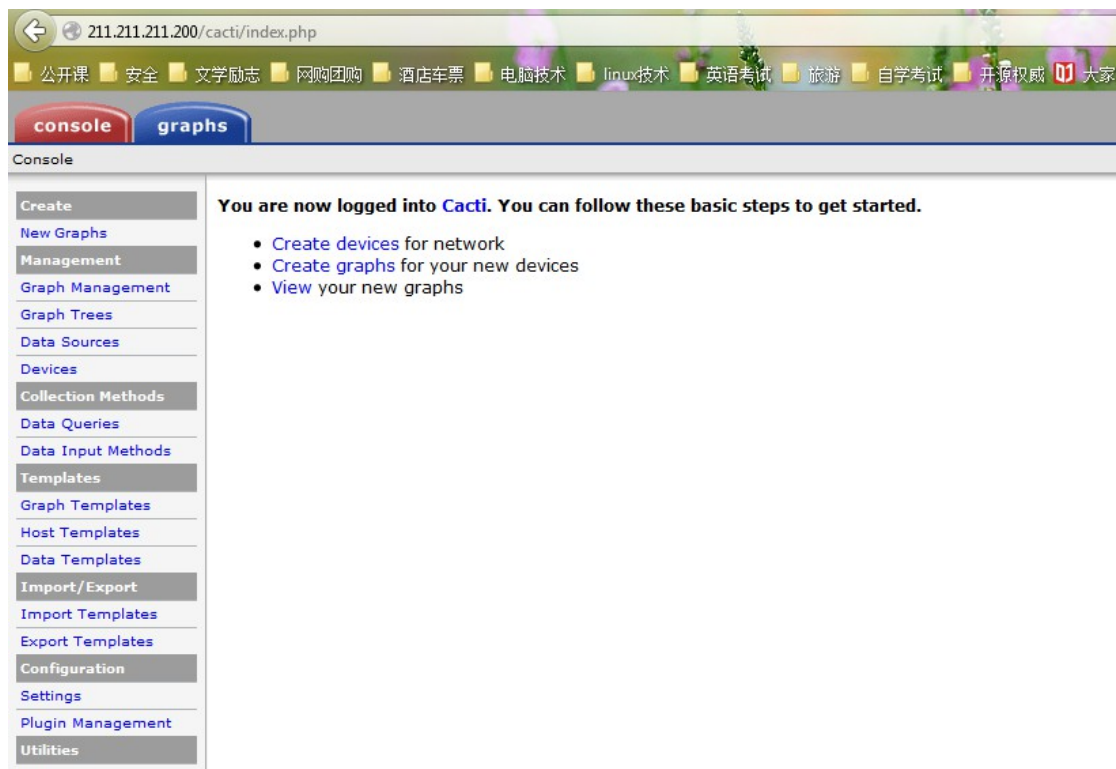 211.211.211.200/cacti/index.php
公开课 安全 文学励志 网购团购 酒店车票 电脑技术 linux技术 英语考试 旅游 自学考试 开源权威 大家
console graphs
Console
Create
New Graphs
Management
Graph Management
Graph Trees
Data Sources
Devices
Collection Methods
Data Queries
Data Input Methods
Templates
Graph Templates
Host Templates
Data Templates
Import/Export
Import Templates
Export Templates
Configuration
Settings
Plugin Management
Utilities
You are now logged into Cacti. You can follow these basic steps to get started.
• Create devices for network
• Create graphs for your new devices
• View your new graphs